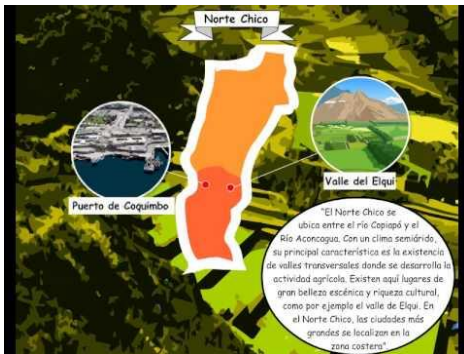 Norte Chico
Puerto de Coquimbo
Valle del Elqui
"El Norte Chico se
ubica entre el río Copiapó y el
Río Aconcagua. Con un clima semiárido,
su principal característica es la existencia
de valles transversales donde se desarrolla la
actividad agrícola. Existen aquí lugares de
gran belleza escénica y riqueza cultural,
como por ejemplo el valle de Elqui. En
el Norte Chico, las ciudades más
grandes se localizan en la
zona costera".